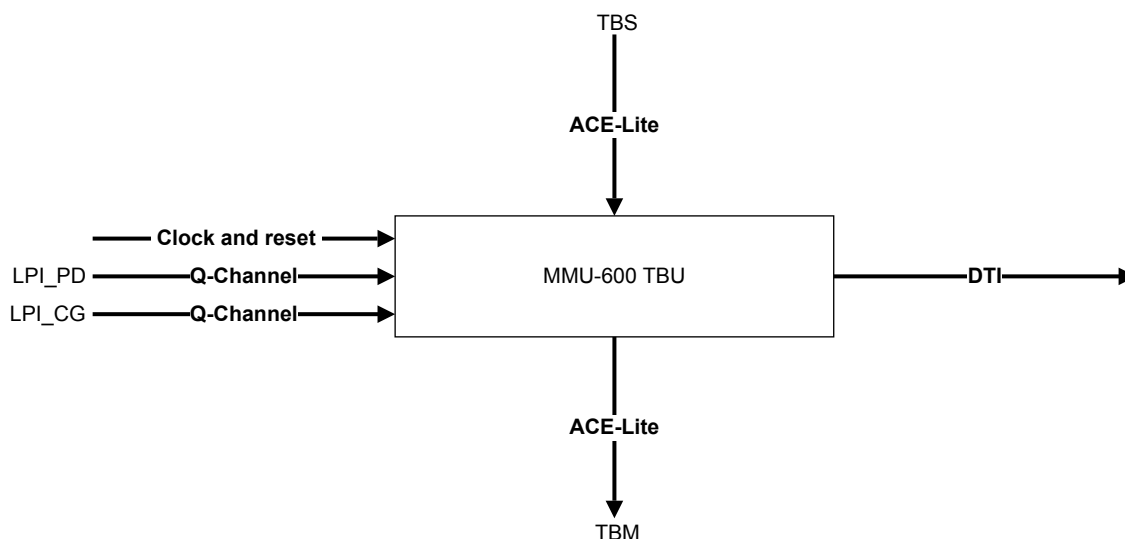 TBS
ACE-Lite
Clock and reset
LPI_PD Q-Channel MMU-600 TBU DTI
LPI_CG Q-Channel
ACE-Lite
TBM